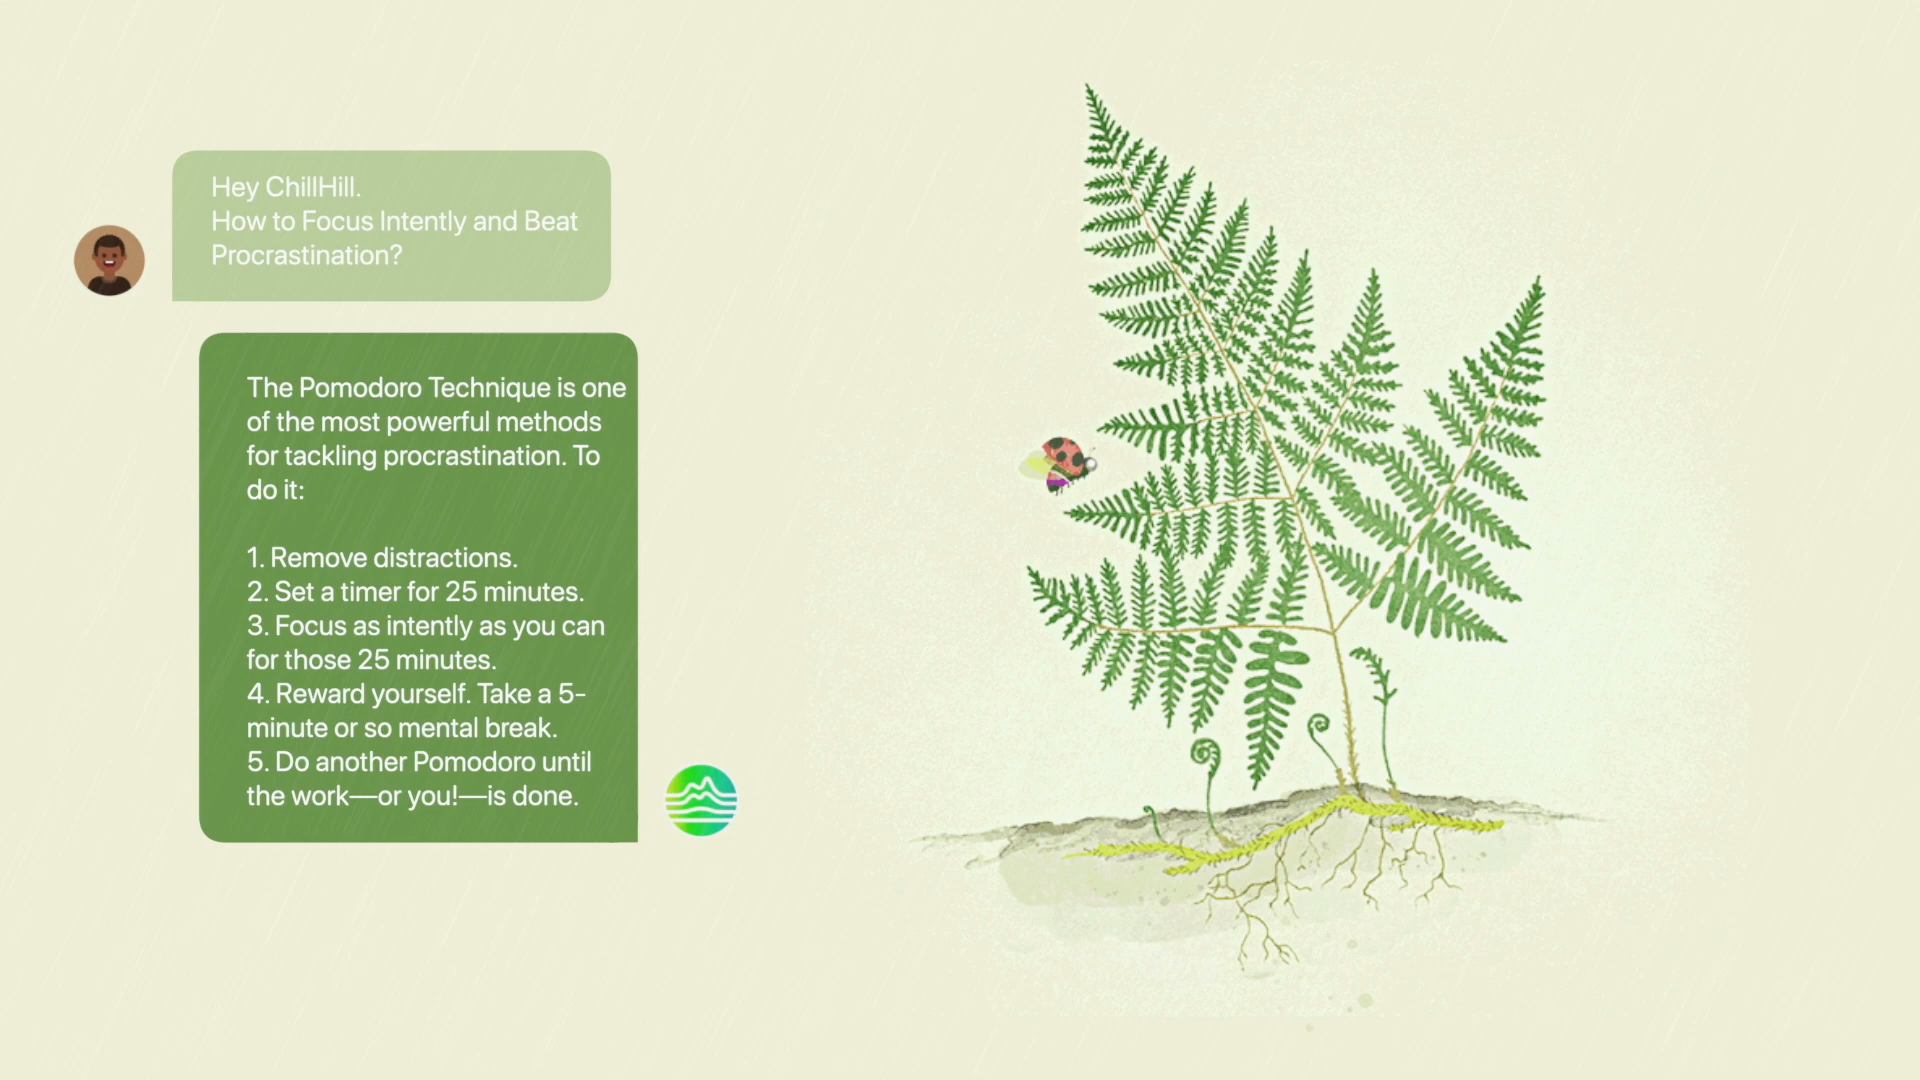 Hey ChillHill.
How to Focus Intently and Beat
Procrastination?
The Pomodoro Technique is one
of the most powerful methods
for tackling procrastination. To
do it:
1. Remove distractions.
2. Set a timer for 25 minutes.
3. Focus as intently as you can
for those 25 minutes.
4. Reward yourself. Take a 5-
minute or so mental break.
5. Do another Pomodoro until
the work—or you!—is done.